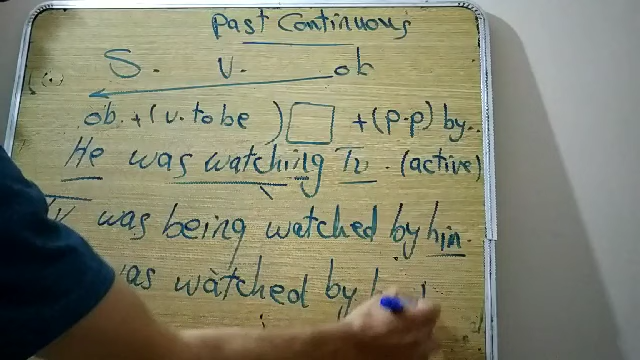 Past Continuous
S. v. ob
ob. + (v. to be ) + (p.p) by..
He was watching Tv. (active)
Tv was being watched by him.
was watched by